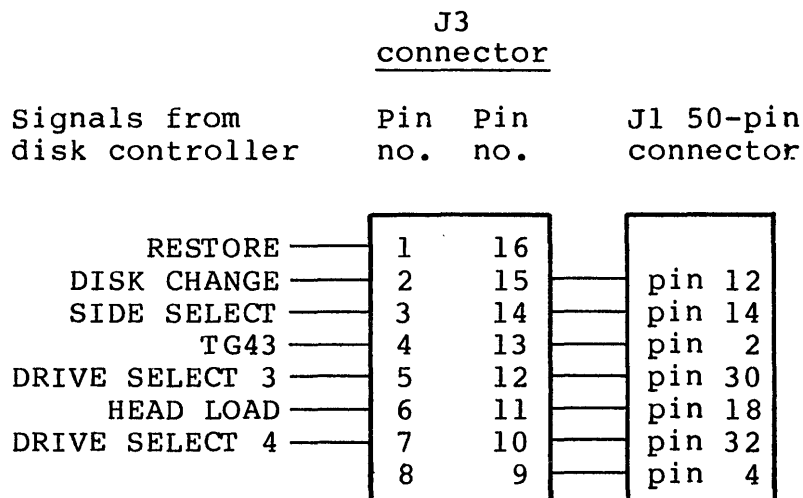 J3
connector
Signals from Pin Pin J1 50-pin
disk controller no. no. connector
RESTORE 1 16
DISK CHANGE 2 15 pin 12
SIDE SELECT 3 14 pin 14
TG43 4 13 pin 2
DRIVE SELECT 3 5 12 pin 30
HEAD LOAD 6 11 pin 18
DRIVE SELECT 4 7 10 pin 32
8 9 pin 4